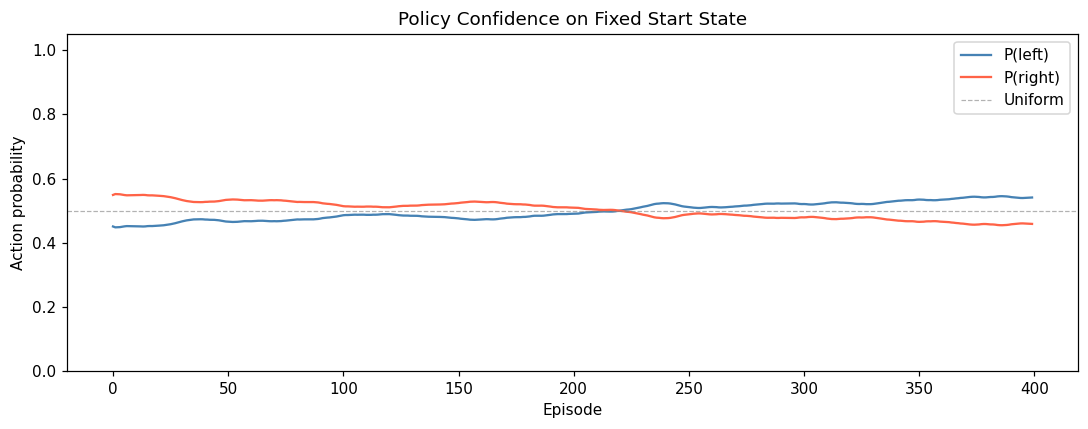 Policy Confidence on Fixed Start State
Action probability
1.0
0.8
0.6
0.4
0.2
0.0
P(left)
P(right)
Uniform
0 50 100 150 200 250 300 350 400
Episode